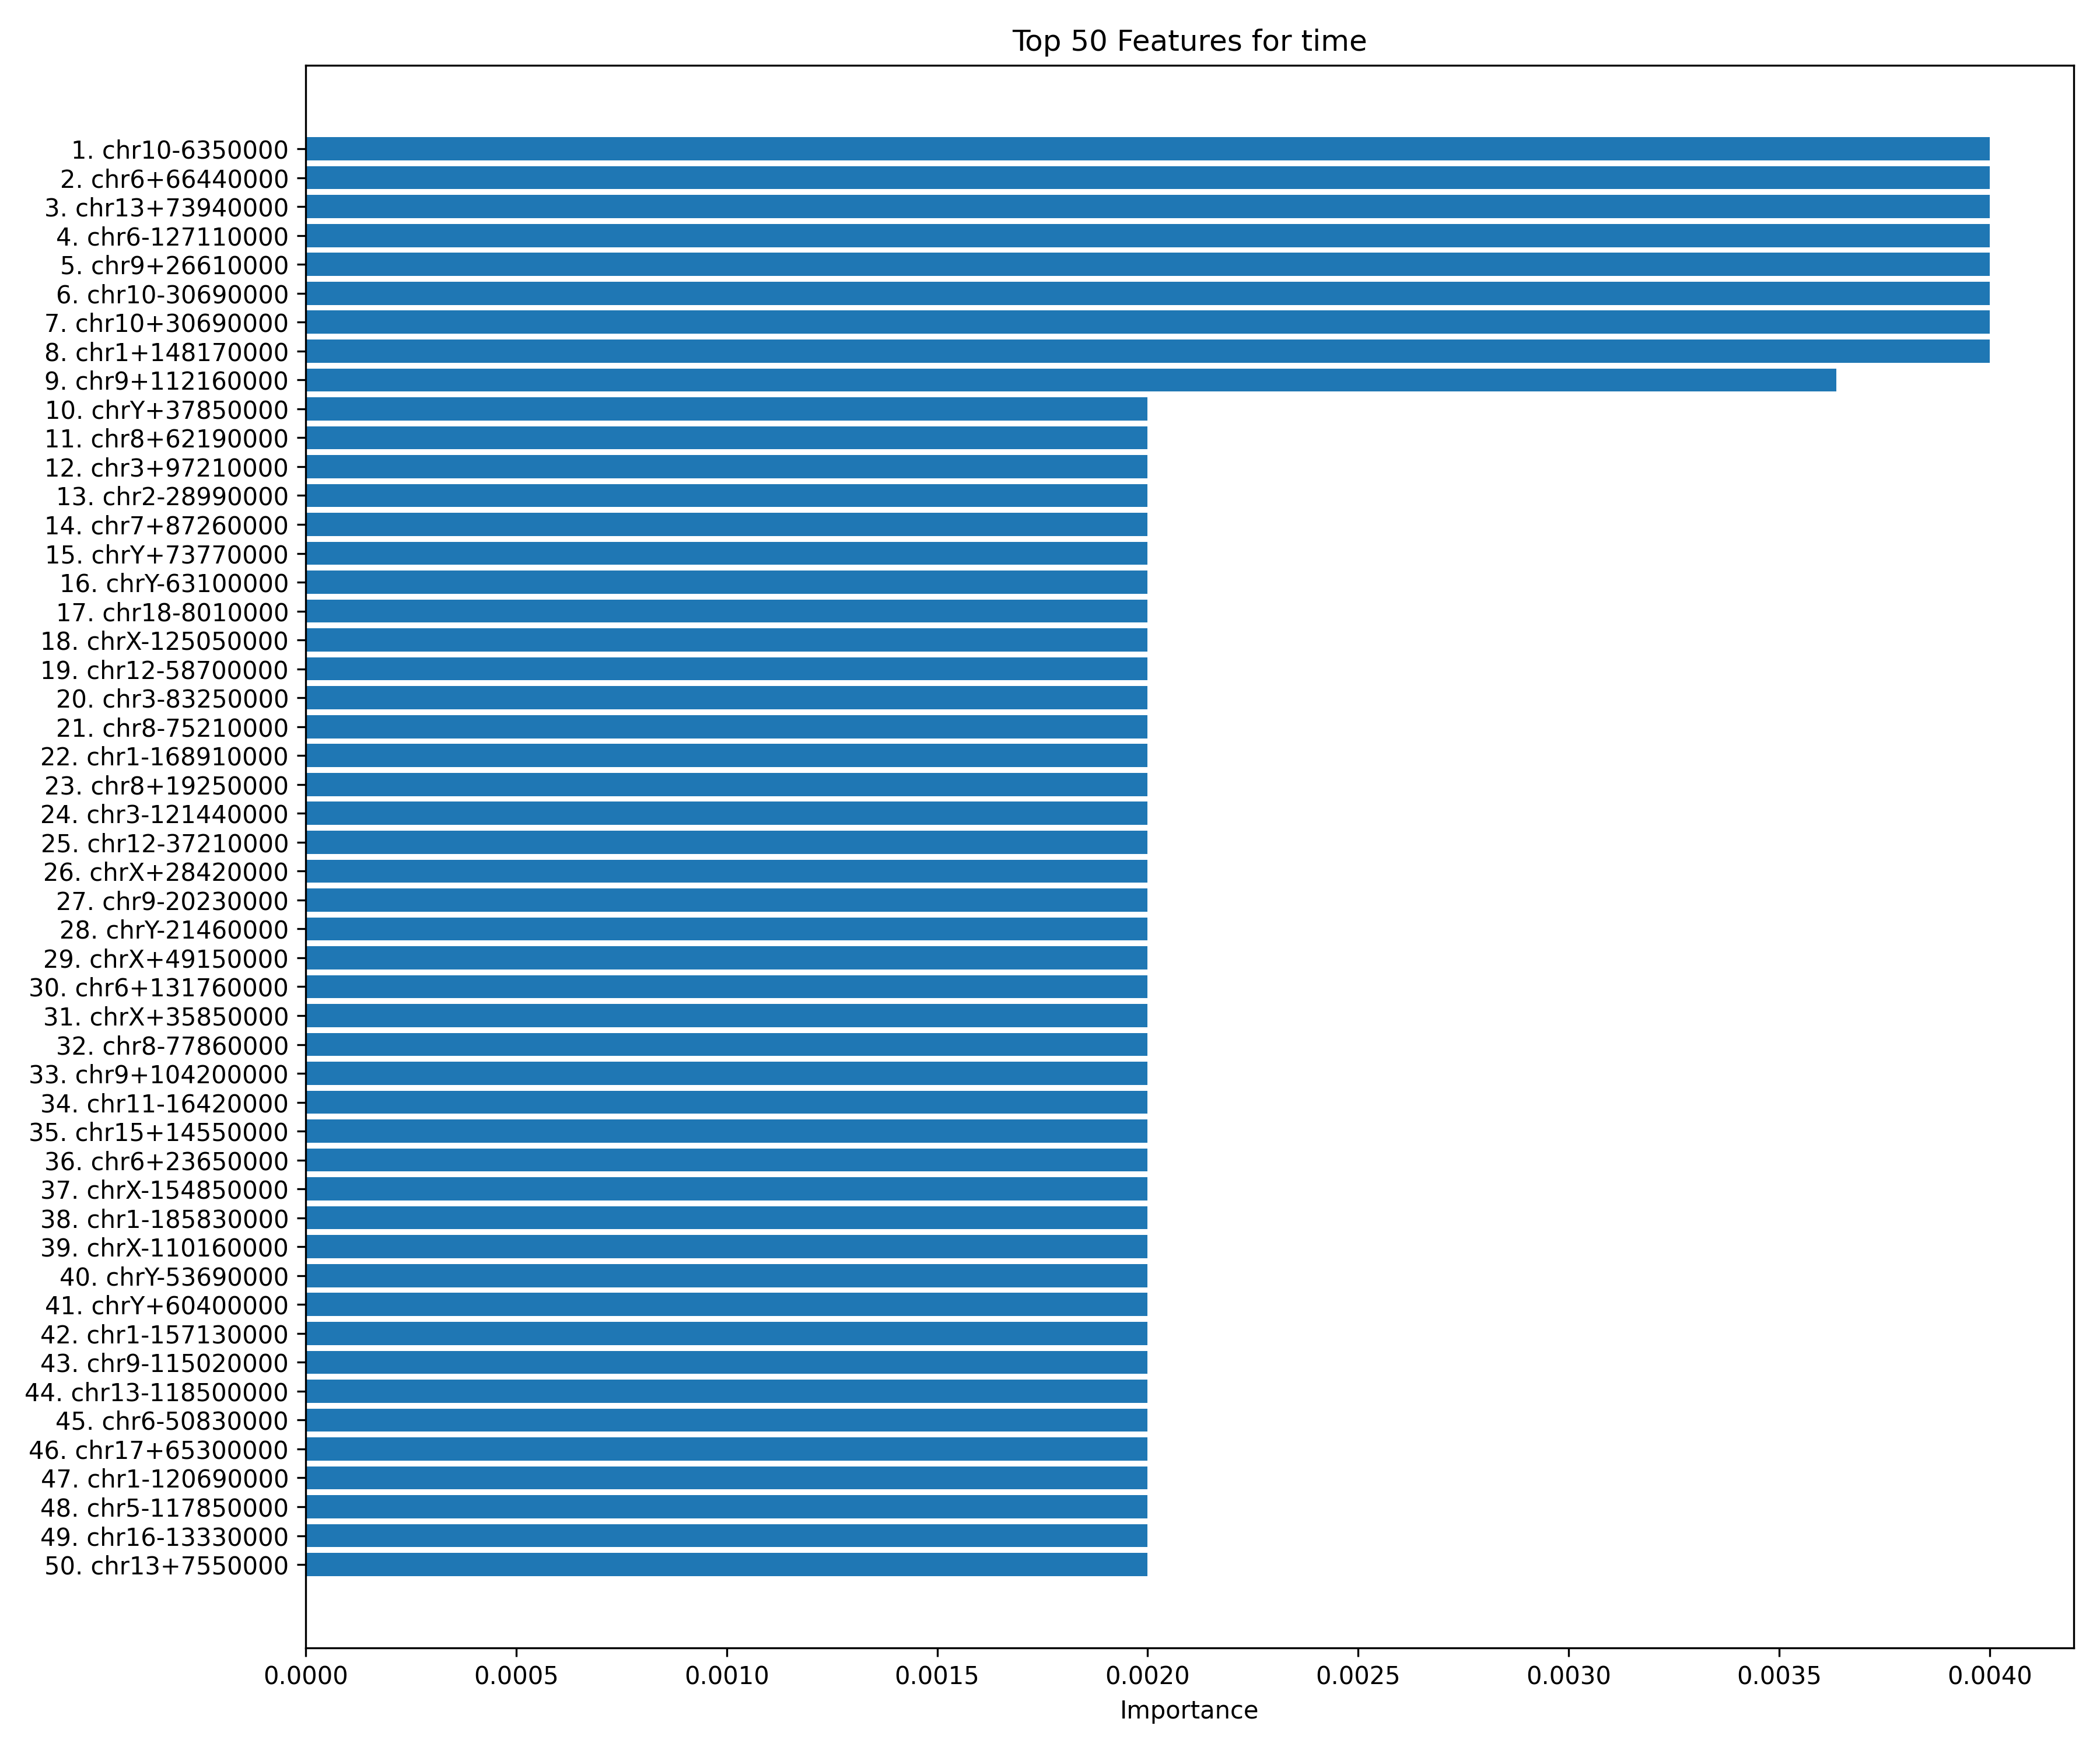 Top 50 Features for time
1. chr10-6350000
2. chr6+66440000
3. chr13+73940000
4. chr6-127110000
5. chr9+26610000
6. chr10-30690000
7. chr10+30690000
8. chr1+148170000
9. chr9+112160000
10. chrY+37850000
11. chr8+62190000
12. chr3+97210000
13. chr2-28990000
14. chr7+87260000
15. chrY+73770000
16. chrY-63100000
17. chr18-8010000
18. chrX-125050000
19. chr12-58700000
20. chr3-83250000
21. chr8-75210000
22. chr1-168910000
23. chr8+19250000
24. chr3-121440000
25. chr12-37210000
26. chrX+28420000
27. chr9-20230000
28. chrY-21460000
29. chrX+49150000
30. chr6+131760000
31. chrX+35850000
32. chr8-77860000
33. chr9+104200000
34. chr11-16420000
35. chr15+14550000
36. chr6+23650000
37. chrX-154850000
38. chr1-185830000
39. chrX-110160000
40. chrY-53690000
41. chrY+60400000
42. chr1-157130000
43. chr9-115020000
44. chr13-118500000
45. chr6-50830000
46. chr17+65300000
47. chr1-120690000
48. chr5-117850000
49. chr16-13330000
50. chr13+7550000
0.0000 0.0005 0.0010 0.0015 0.0020 0.0025 0.0030 0.0035 0.0040
Importance